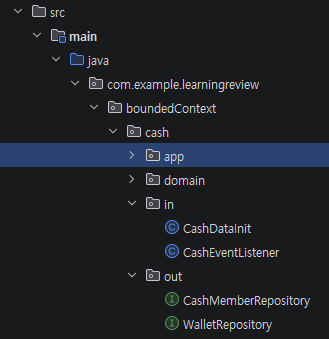 src
main
java
com.example.learningreview
boundedContext
cash
app
domain
in
CashDataInit
CashEventListener
out
CashMemberRepository
WalletRepository